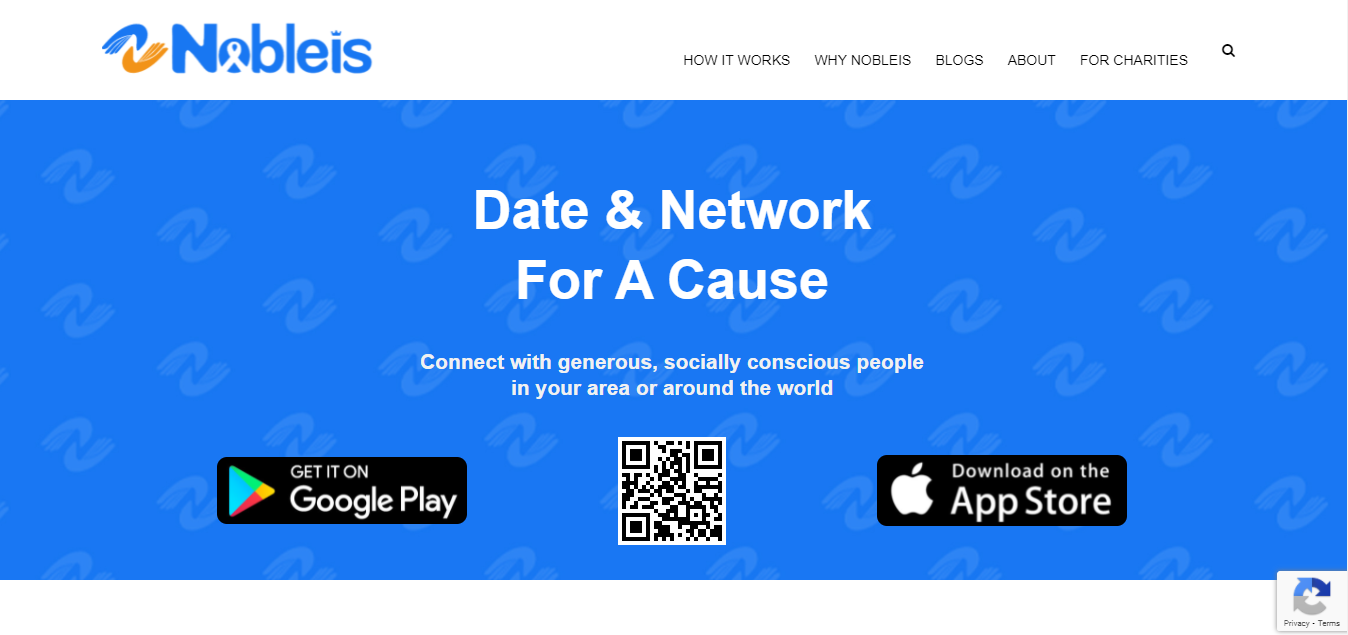 Nobleis
HOW IT WORKS
WHY NOBLEIS
BLOGS
ABOUT
FOR CHARITIES
Date & Network
For A Cause
Connect with generous, socially conscious people
in your area or around the world
GET IT ON
Google Play
Download on the
App Store
Privacy - Terms